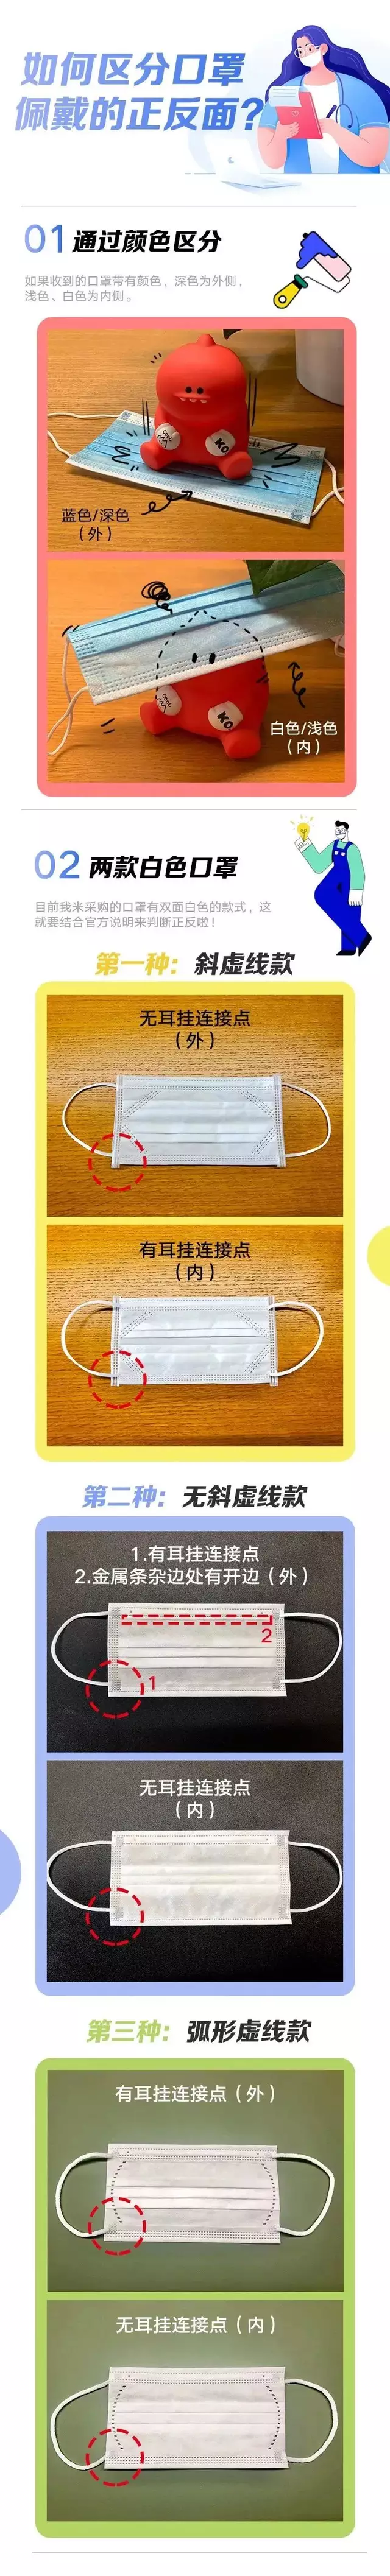 如何区分口罩
佩戴的正反面?
01 通过颜色区分
如果收到的口罩带有颜色，深色为外侧，
浅色、白色为内侧。
KO
蓝色/深色
（外）
KO
白色/浅色
（内）
02 两款白色口罩
目前我米采购的口罩有双面白色的款式，这
就要结合官方说明来判断正反啦！
第一种：斜虚线款
无耳挂连接点
（外）
有耳挂连接点
（内）
第二种：无斜虚线款
1.有耳挂连接点
2.金属条杂边处有开边（外）
2
1
无耳挂连接点
（内）
第三种：弧形虚线款
有耳挂连接点（外）
无耳挂连接点（内）